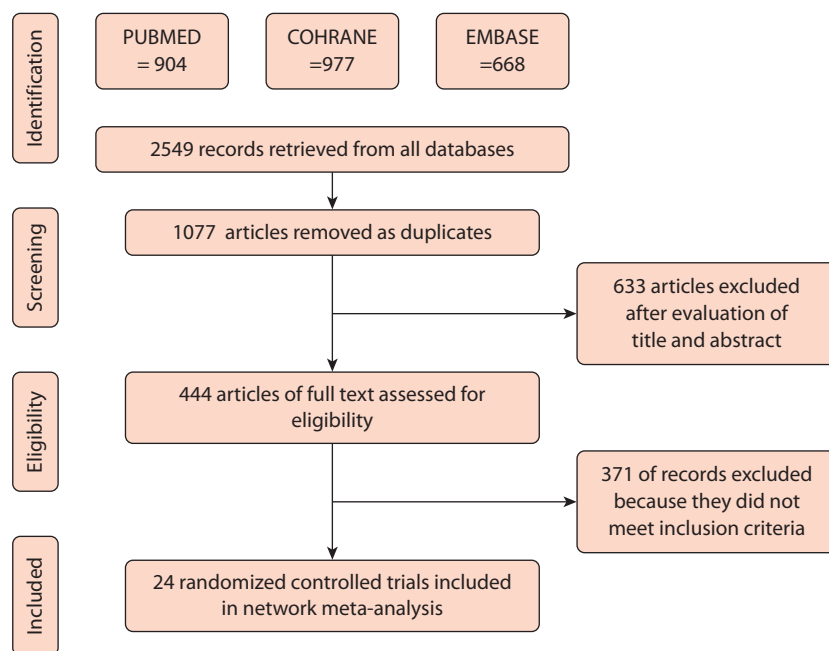 Identification
PUBMED
= 904
COHRANE
=977
EMBASE
=668
2549 records retrieved from all databases
Screening
1077 articles removed as duplicates
633 articles excluded
after evaluation of
title and abstract
Eligibility
444 articles of full text assessed for
eligibility
371 of records excluded
because they did not
meet inclusion criteria
Included
24 randomized controlled trials included
in network meta-analysis